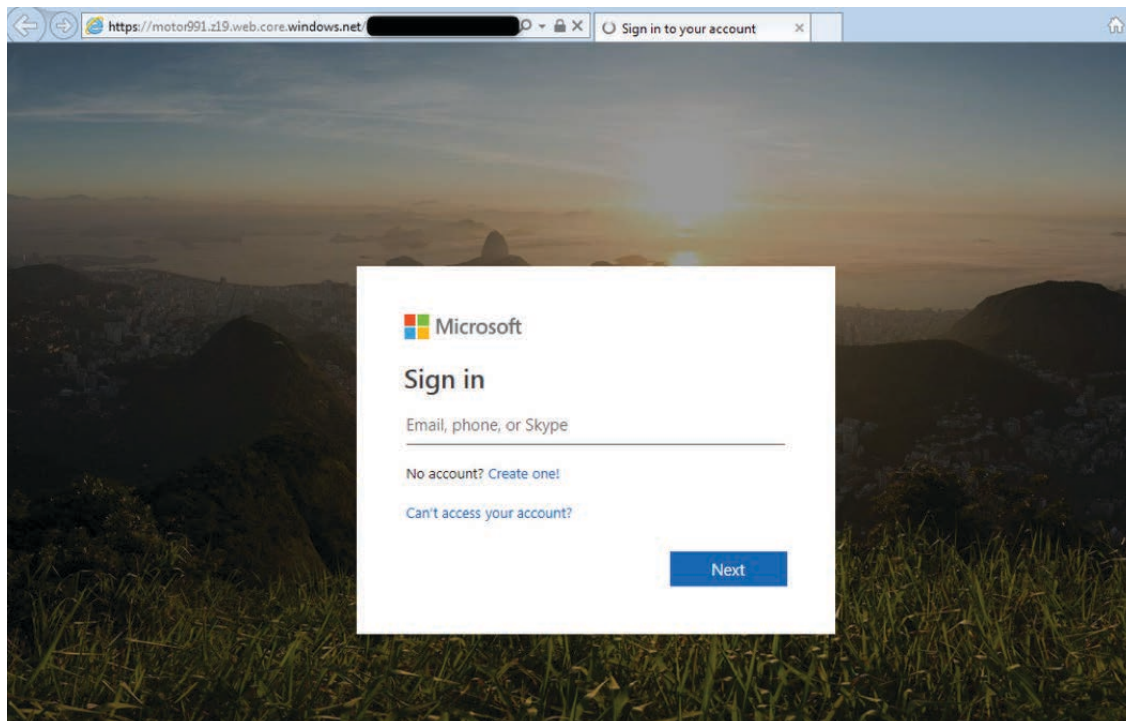 https://motor991.z19.web.core.windows.net/
Sign in to your account
Microsoft
Sign in
Email, phone, or Skype
No account? Create one!
Can't access your account?
Next